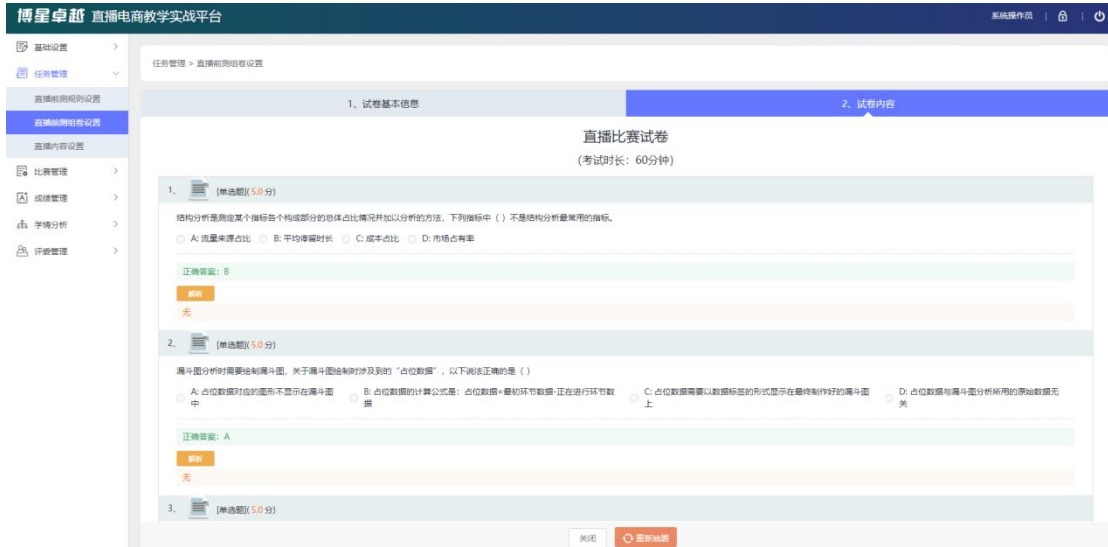 博星卓越 直播电商教学实战平台
系统操作员
基础设置
任务管理
直播前测规则设置
直播前测组卷设置
直播内容设置
比赛管理
成绩管理
学情分析
评委管理
任务管理 > 直播前测组卷设置
1、试卷基本信息
2、试卷内容
直播比赛试卷
(考试时长：60分钟)
1、 [单选题](5.0 分)
结构分析是测定某个指标各个构成部分的总体占比情况并加以分析的方法，下列指标中（ ）不是结构分析最常用的指标。
A: 流量来源占比 B: 平均停留时长 C: 成本占比 D: 市场占有率
正确答案：B
解析
无
2、 [单选题](5.0 分)
漏斗图分析时需要绘制漏斗图，关于漏斗图绘制时涉及到的“占位数据”，以下说法正确的是（ ）
A: 占位数据对应的图形不显示在漏斗图中
B: 占位数据的计算公式是：占位数据=最初环节数据-正在进行环节数据
C: 占位数据需要以数据标签的形式显示在最终制作好的漏斗图上
D: 占位数据与漏斗图分析所用的原始数据无关
正确答案：A
解析
无
3、 [单选题](5.0 分)
关闭
重新抽题